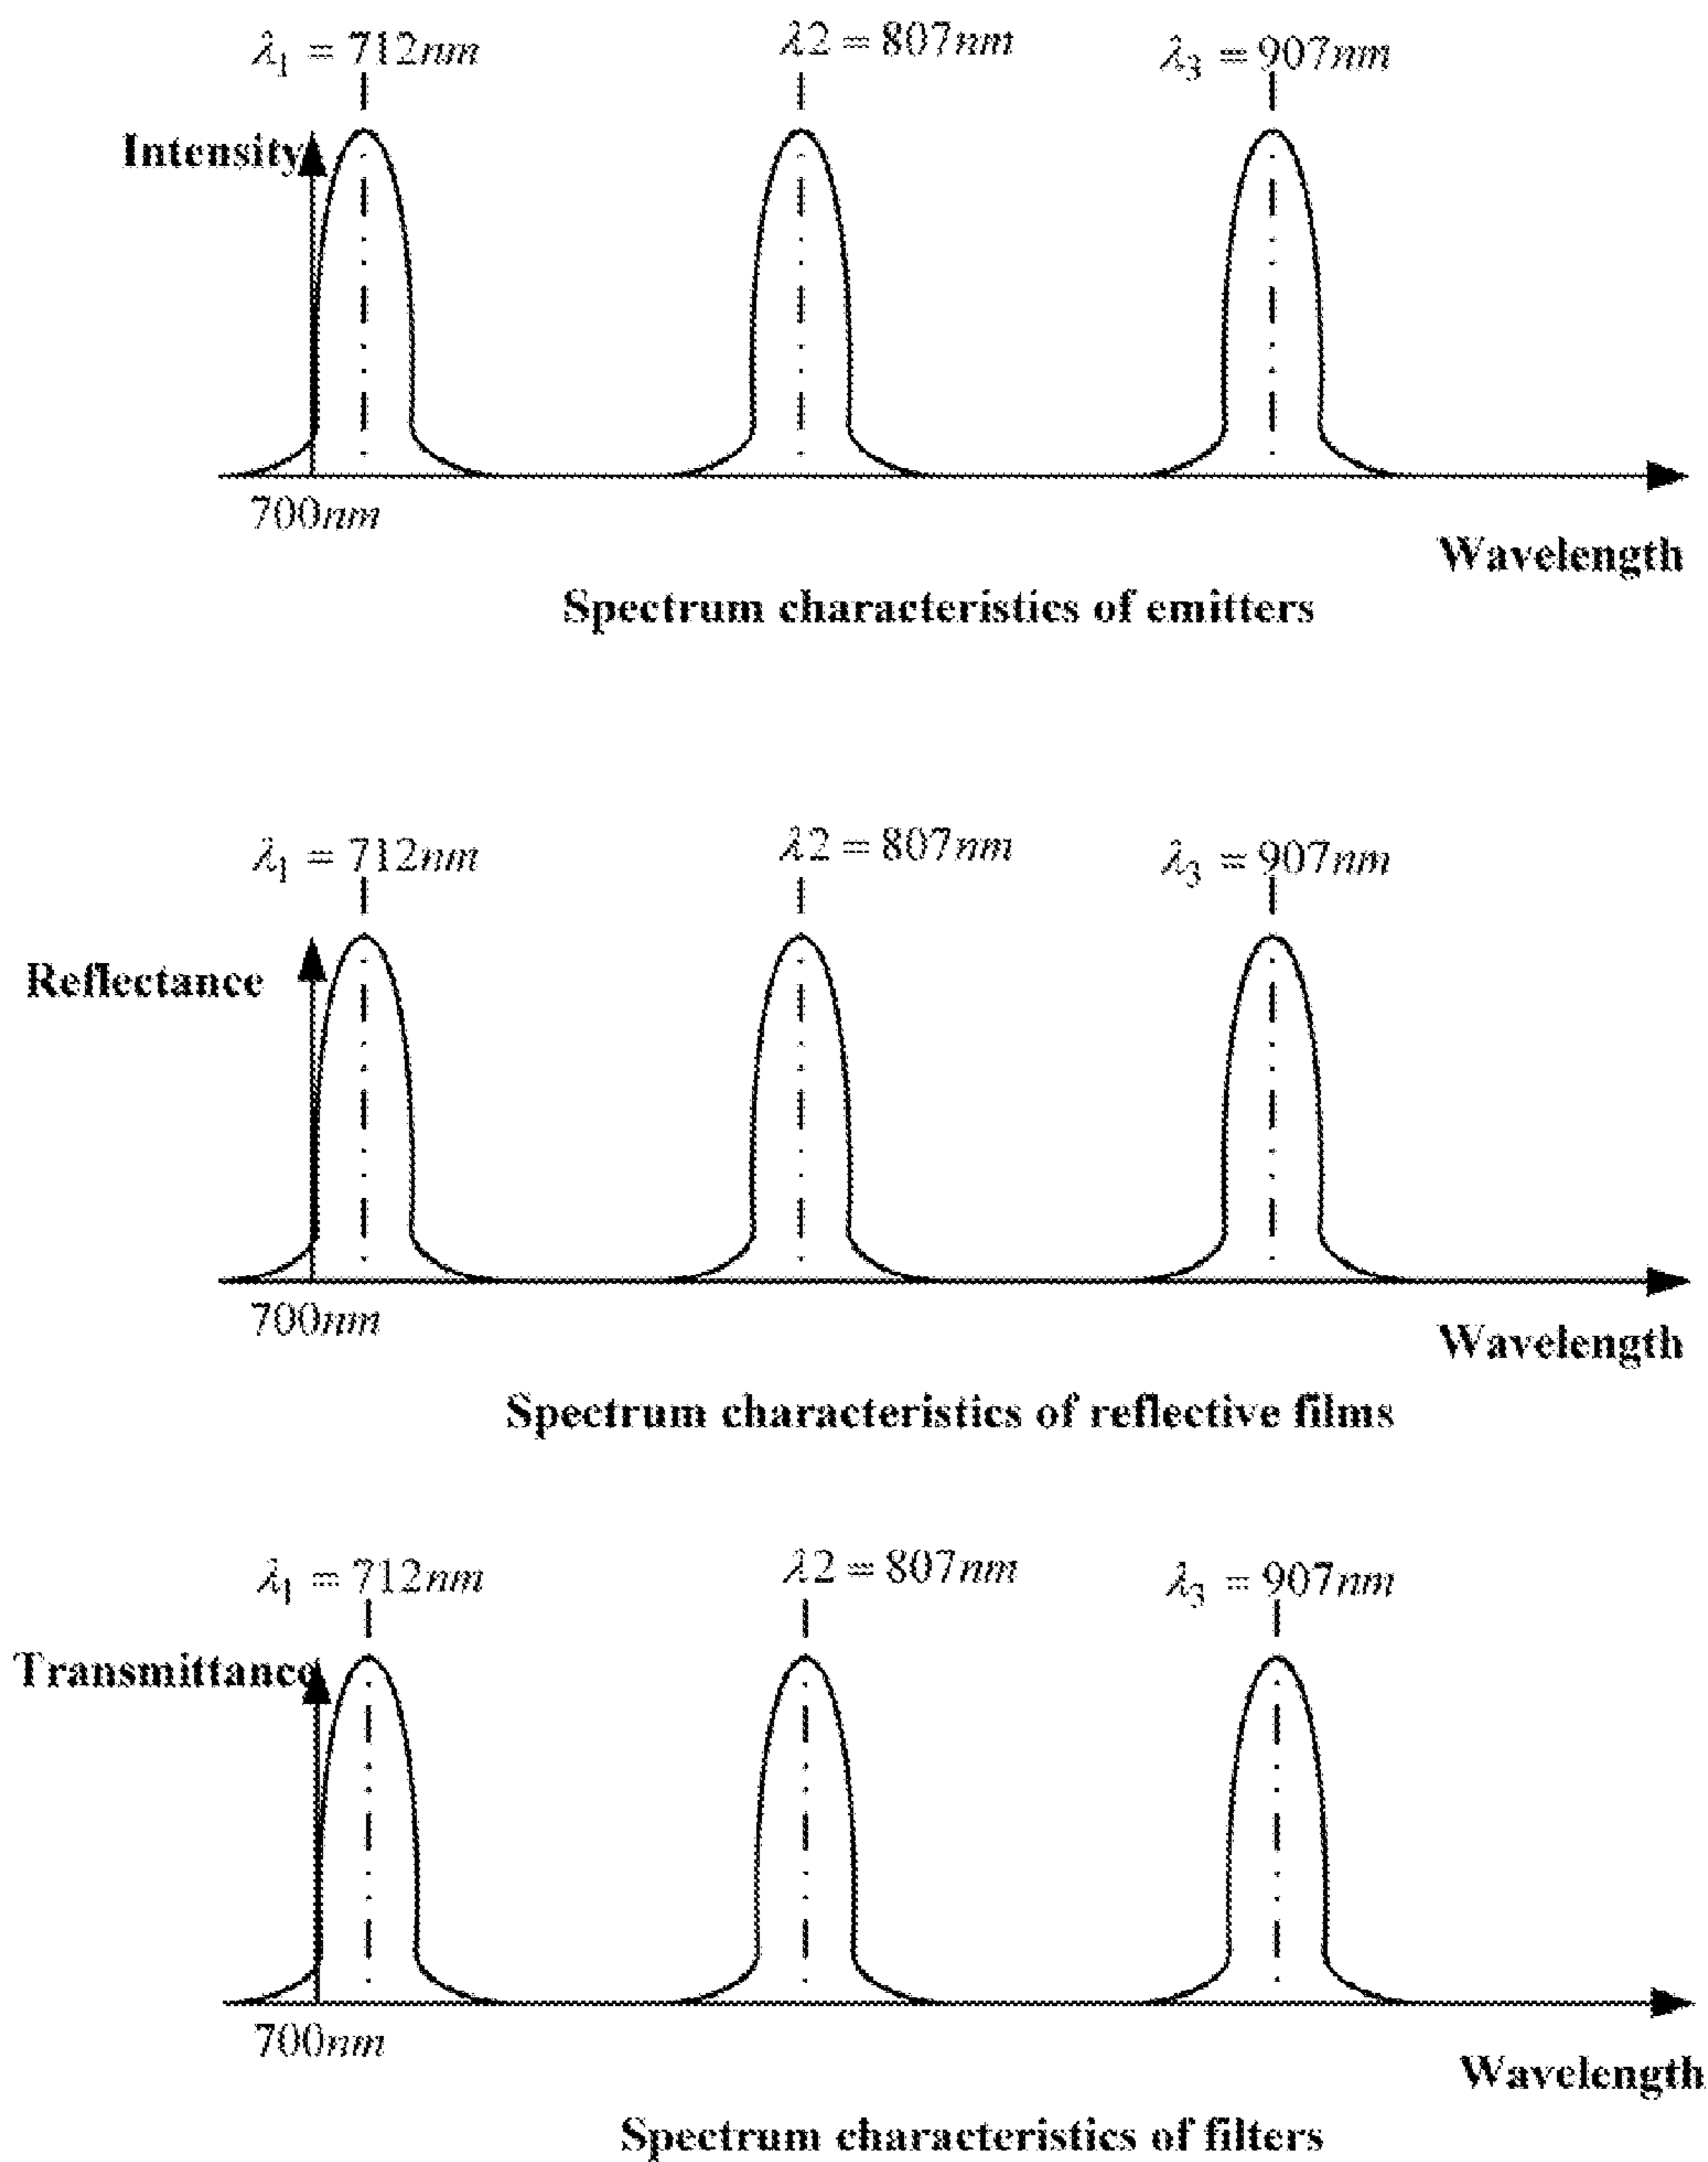 λ₁ = 712nm
λ2 = 807nm
λ₃ = 907nm
Intensity
700nm
Wavelength
Spectrum characteristics of emitters
λ₁ = 712nm
λ2 = 807nm
λ₃ = 907nm
Reflectance
700nm
Wavelength
Spectrum characteristics of reflective films
λ₁ = 712nm
λ2 = 807nm
λ₃ = 907nm
Transmittance
700nm
Wavelength
Spectrum characteristics of filters